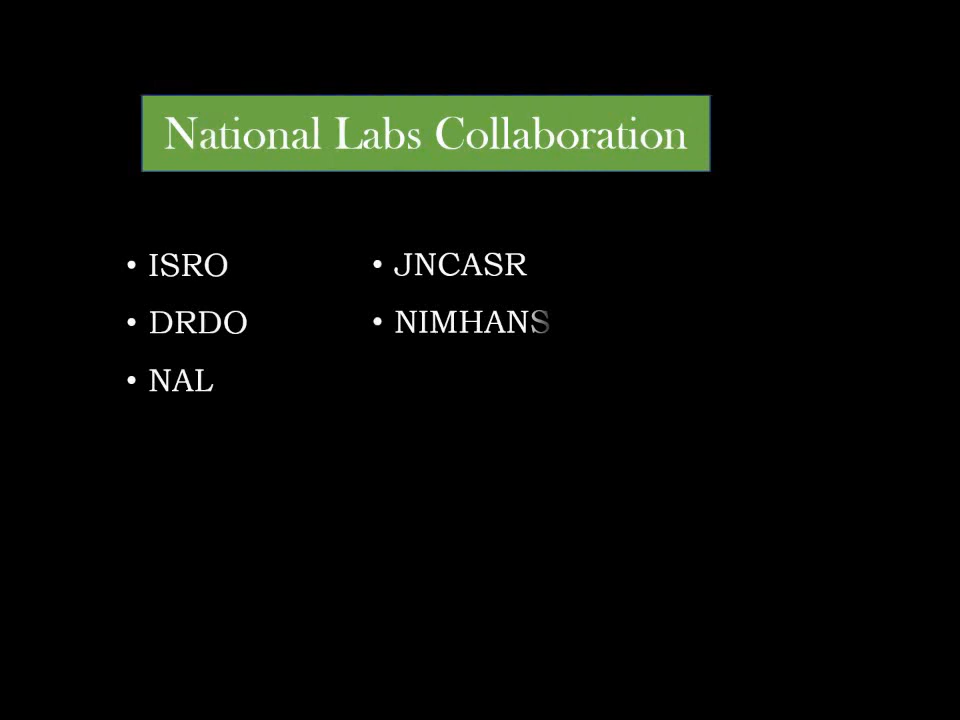 National Labs Collaboration
• ISRO
• DRDO
• NAL
• JNCASR
• NIMHANS